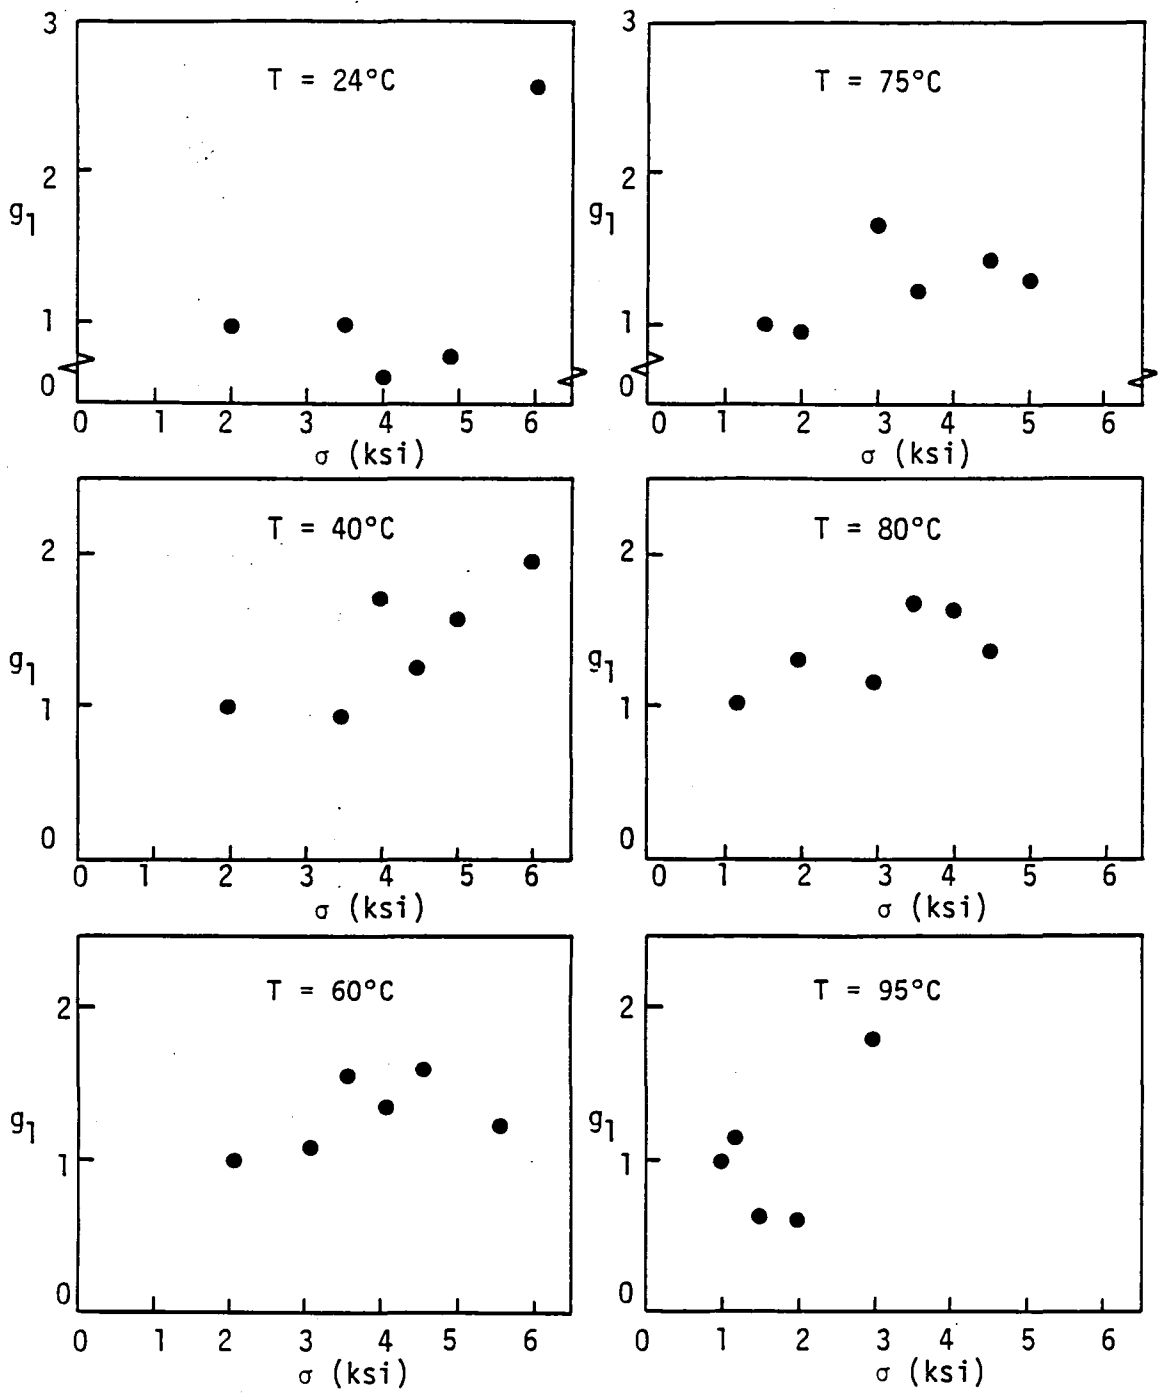 3
T = 24°C
2
g1
1
0
0 1 2 3 4 5 6
σ (ksi)
3
T = 75°C
2
g1
1
0
0 1 2 3 4 5 6
σ (ksi)
T = 40°C
2
g1
1
0
0 1 2 3 4 5 6
σ (ksi)
T = 80°C
2
g1
1
0
0 1 2 3 4 5 6
σ (ksi)
T = 60°C
2
g1
1
0
0 1 2 3 4 5 6
σ (ksi)
T = 95°C
2
g1
1
0
0 1 2 3 4 5 6
σ (ksi)